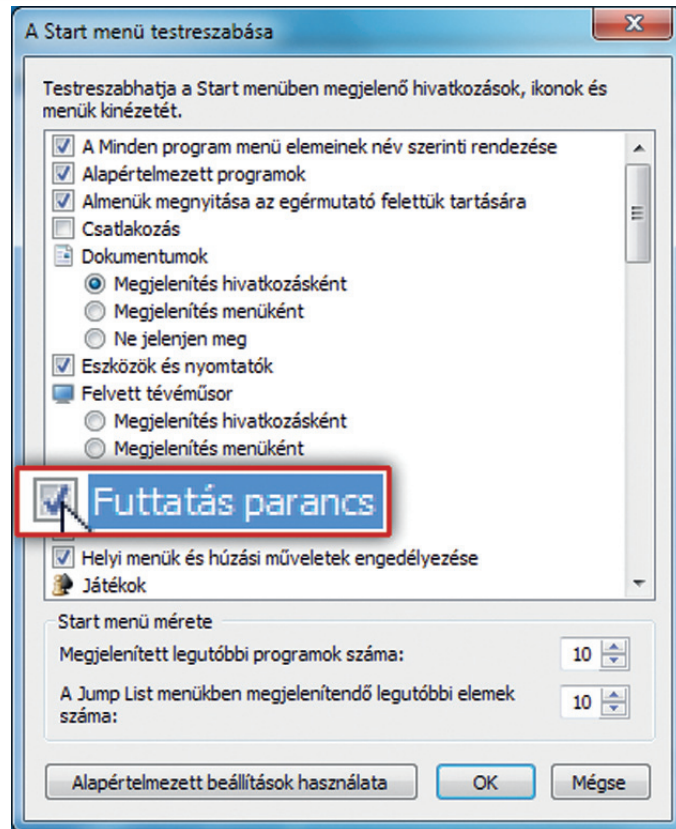 A Start menü testreszabása
Testreszabhatja a Start menüben megjelenő hivatkozások, ikonok és
menük kinézetét.
A Minden program menü elemeinek név szerinti rendezése
Alapértelmezett programok
Almenük megnyitása az egérmutató felettük tartására
Csatlakozás
Dokumentumok
Megjelenítés hivatkozásként
Megjelenítés menüként
Ne jelenjen meg
Eszközök és nyomtatók
Felvett tévéműsor
Megjelenítés hivatkozásként
Megjelenítés menüként
Futtatás parancs
Helyi menük és húzási műveletek engedélyezése
Játékok
Start menü mérete
Megjelenített legutóbbi programok száma:
10
A Jump List menükben megjelenítendő legutóbbi elemek
száma:
10
Alapértelmezett beállítások használata
OK
Mégse